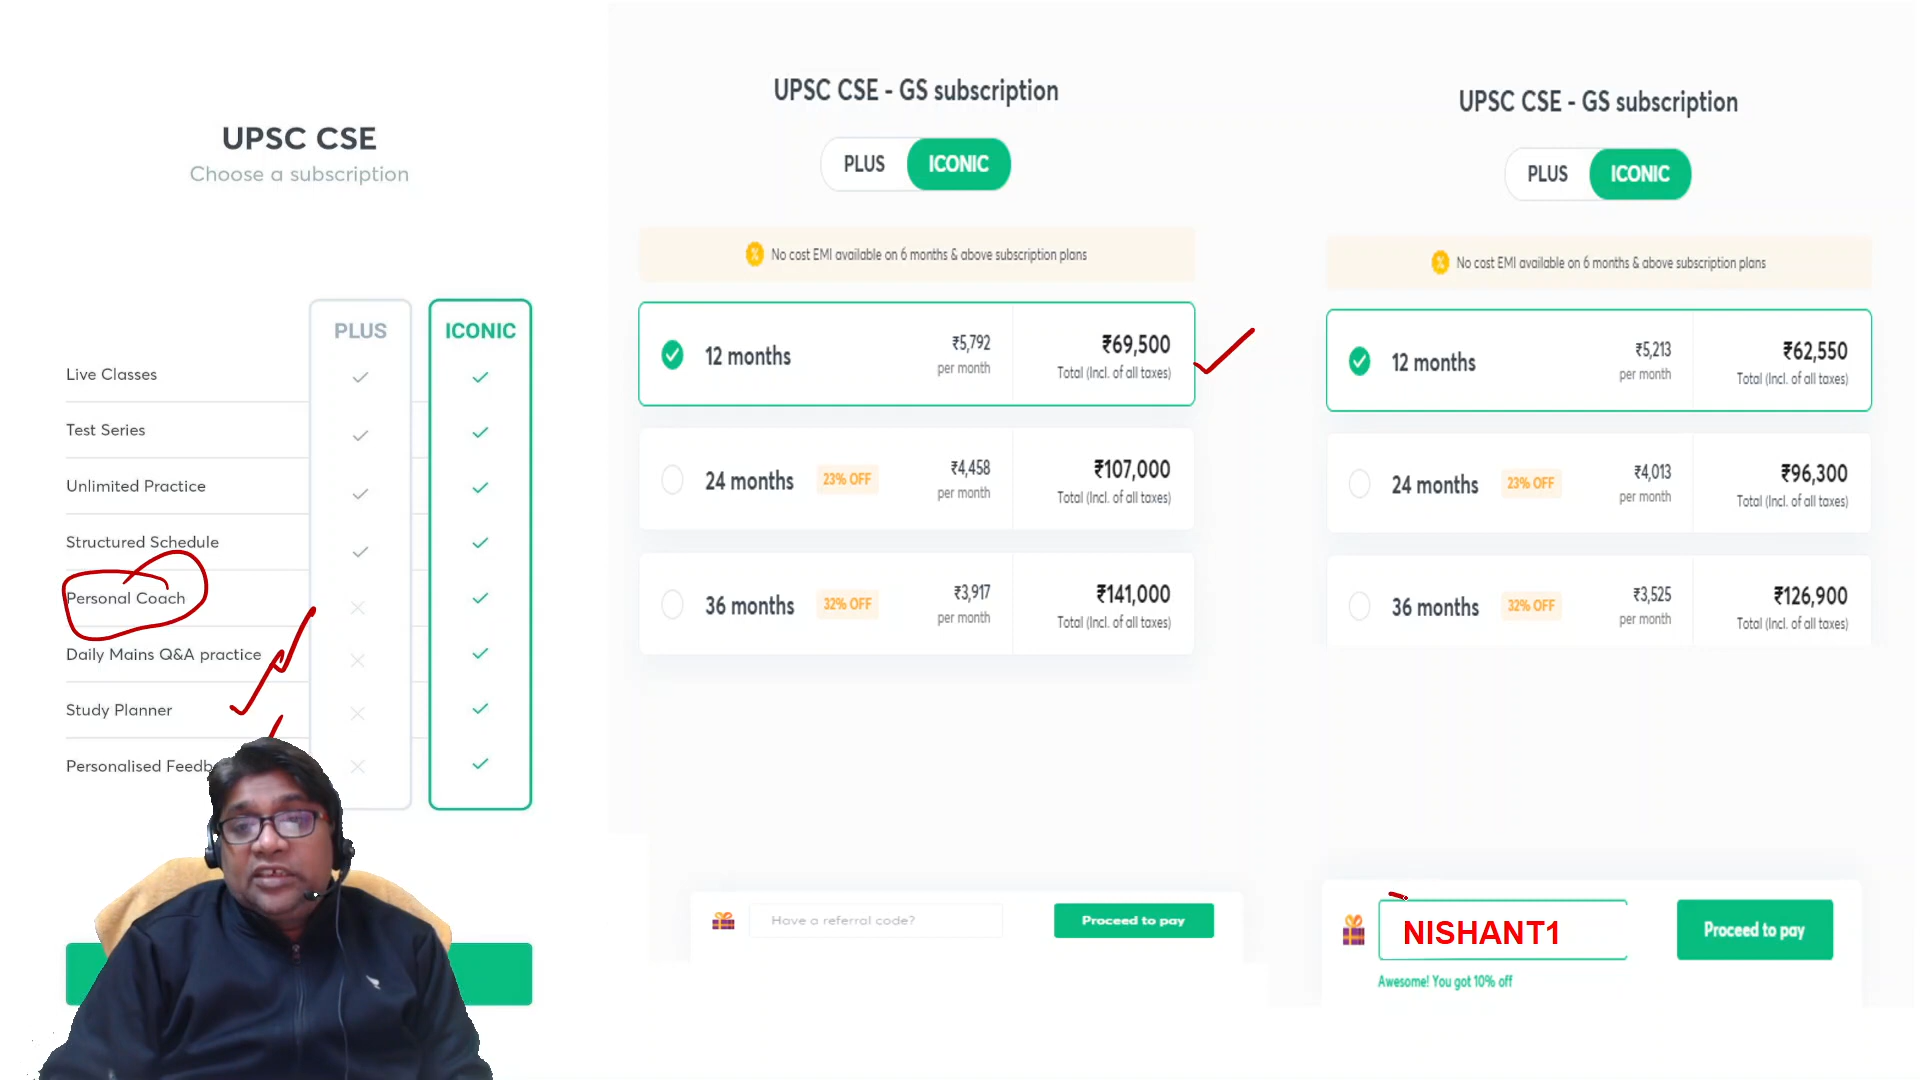 UPSC CSE
Choose a subscription
PLUS
ICONIC
Live Classes
Test Series
Unlimited Practice
Structured Schedule
Personal Coach
Daily Mains Q&A practice
Study Planner
Personalised
UPSC CSE - GS subscription
PLUS ICONIC
No cost EMI available on 6 months & above subscription plans
12 months ₹5,792 per month ₹69,500 Total (Incl. of all taxes)
24 months 23% OFF ₹4,458 per month ₹107,000 Total (Incl. of all taxes)
36 months 32% OFF ₹3,917 per month ₹141,000 Total (Incl. of all taxes)
Have a referral code?
Proceed to pay
UPSC CSE - GS subscription
PLUS ICONIC
No cost EMI available on 6 months & above subscription plans
12 months ₹5,213 per month ₹62,550 Total (Incl. of all taxes)
24 months 23% OFF ₹4,013 per month ₹96,300 Total (Incl. of all taxes)
36 months 32% OFF ₹3,525 per month ₹126,900 Total (Incl. of all taxes)
NISHANT1
Proceed to pay
Awesome! You got 10% off